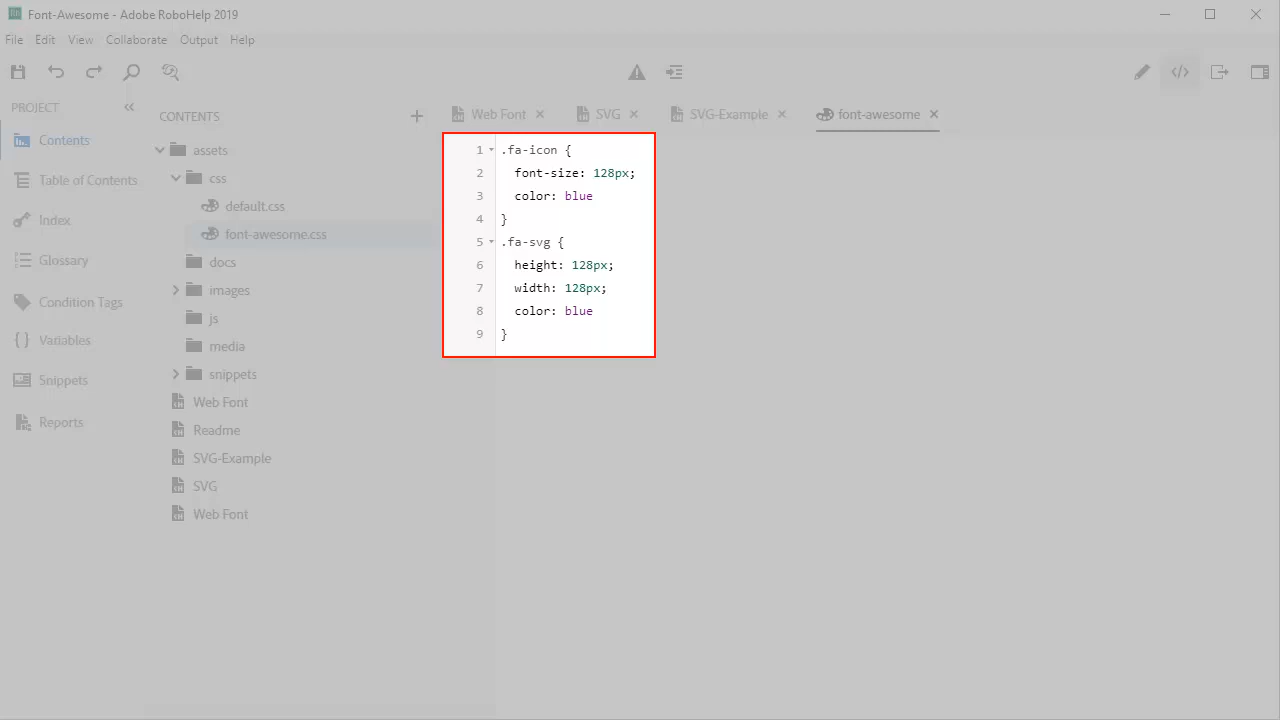 Font-Awesome - Adobe RoboHelp 2019
File Edit View Collaborate Output Help
PROJECT
Contents
Table of Contents
Index
Glossary
Condition Tags
Variables
Snippets
Reports
CONTENTS
assets
css
default.css
font-awesome.css
docs
images
js
media
snippets
Web Font
Readme
SVG-Example
SVG
Web Font
Web Font SVG SVG-Example font-awesome
1 .fa-icon {
2 font-size: 128px;
3 color: blue
4 }
5 .fa-svg {
6 height: 128px;
7 width: 128px;
8 color: blue
9 }